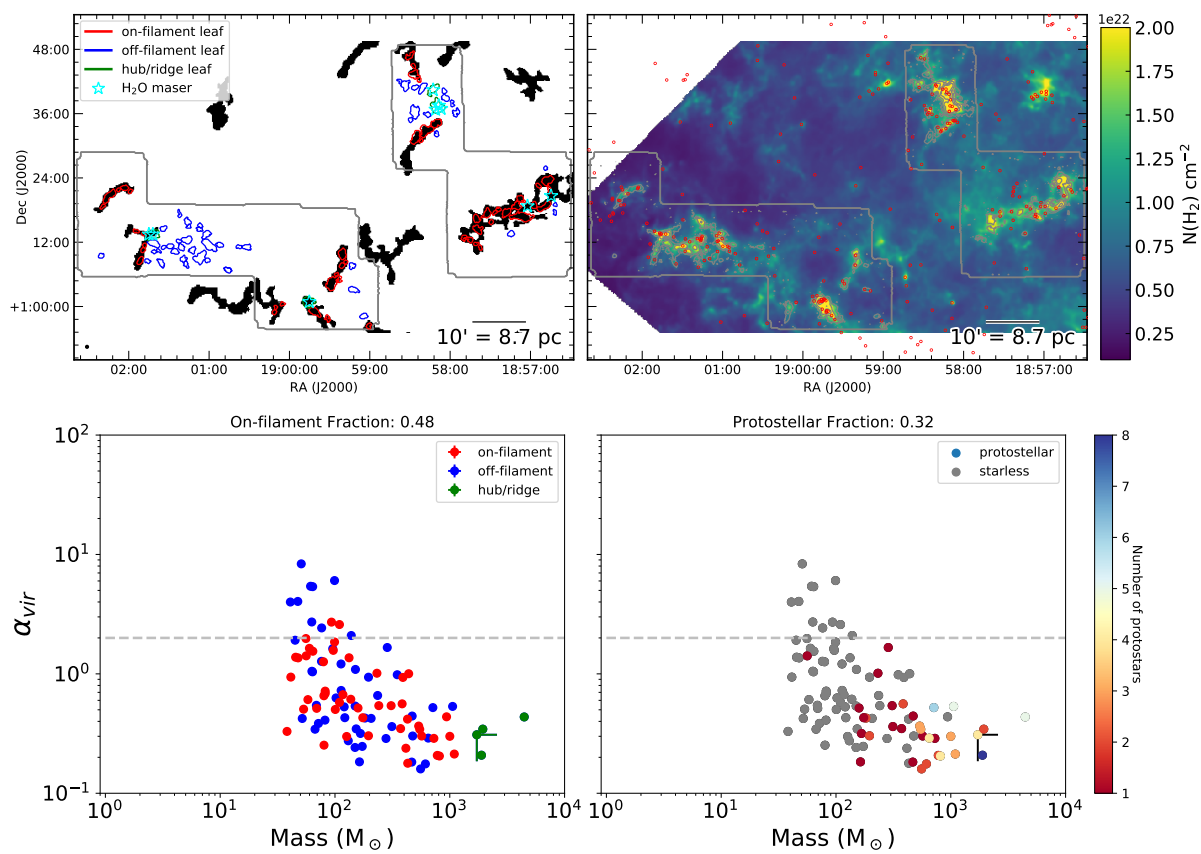 on-filament leaf
off-filament leaf
hub/ridge leaf
H₂O maser
48:00
36:00
24:00
12:00
+1:00:00
Dec (J2000)
10' = 8.7 pc
02:00
01:00
19:00:00
59:00
58:00
18:57:00
RA (J2000)
10' = 8.7 pc
02:00
01:00
19:00:00
59:00
58:00
18:57:00
RA (J2000)
1e22
2.00
1.75
1.50
1.25
1.00
0.75
0.50
0.25
N(H₂) cm⁻²
On-filament Fraction: 0.48
on-filament
off-filament
hub/ridge
10²
10¹
10⁰
10⁻¹
α_vir
10⁰
10¹
10²
10³
10⁴
Mass (M☉)
Protostellar Fraction: 0.32
protostellar
starless
10⁰
10¹
10²
10³
10⁴
Mass (M☉)
8
7
6
5
4
3
2
1
Number of protostars